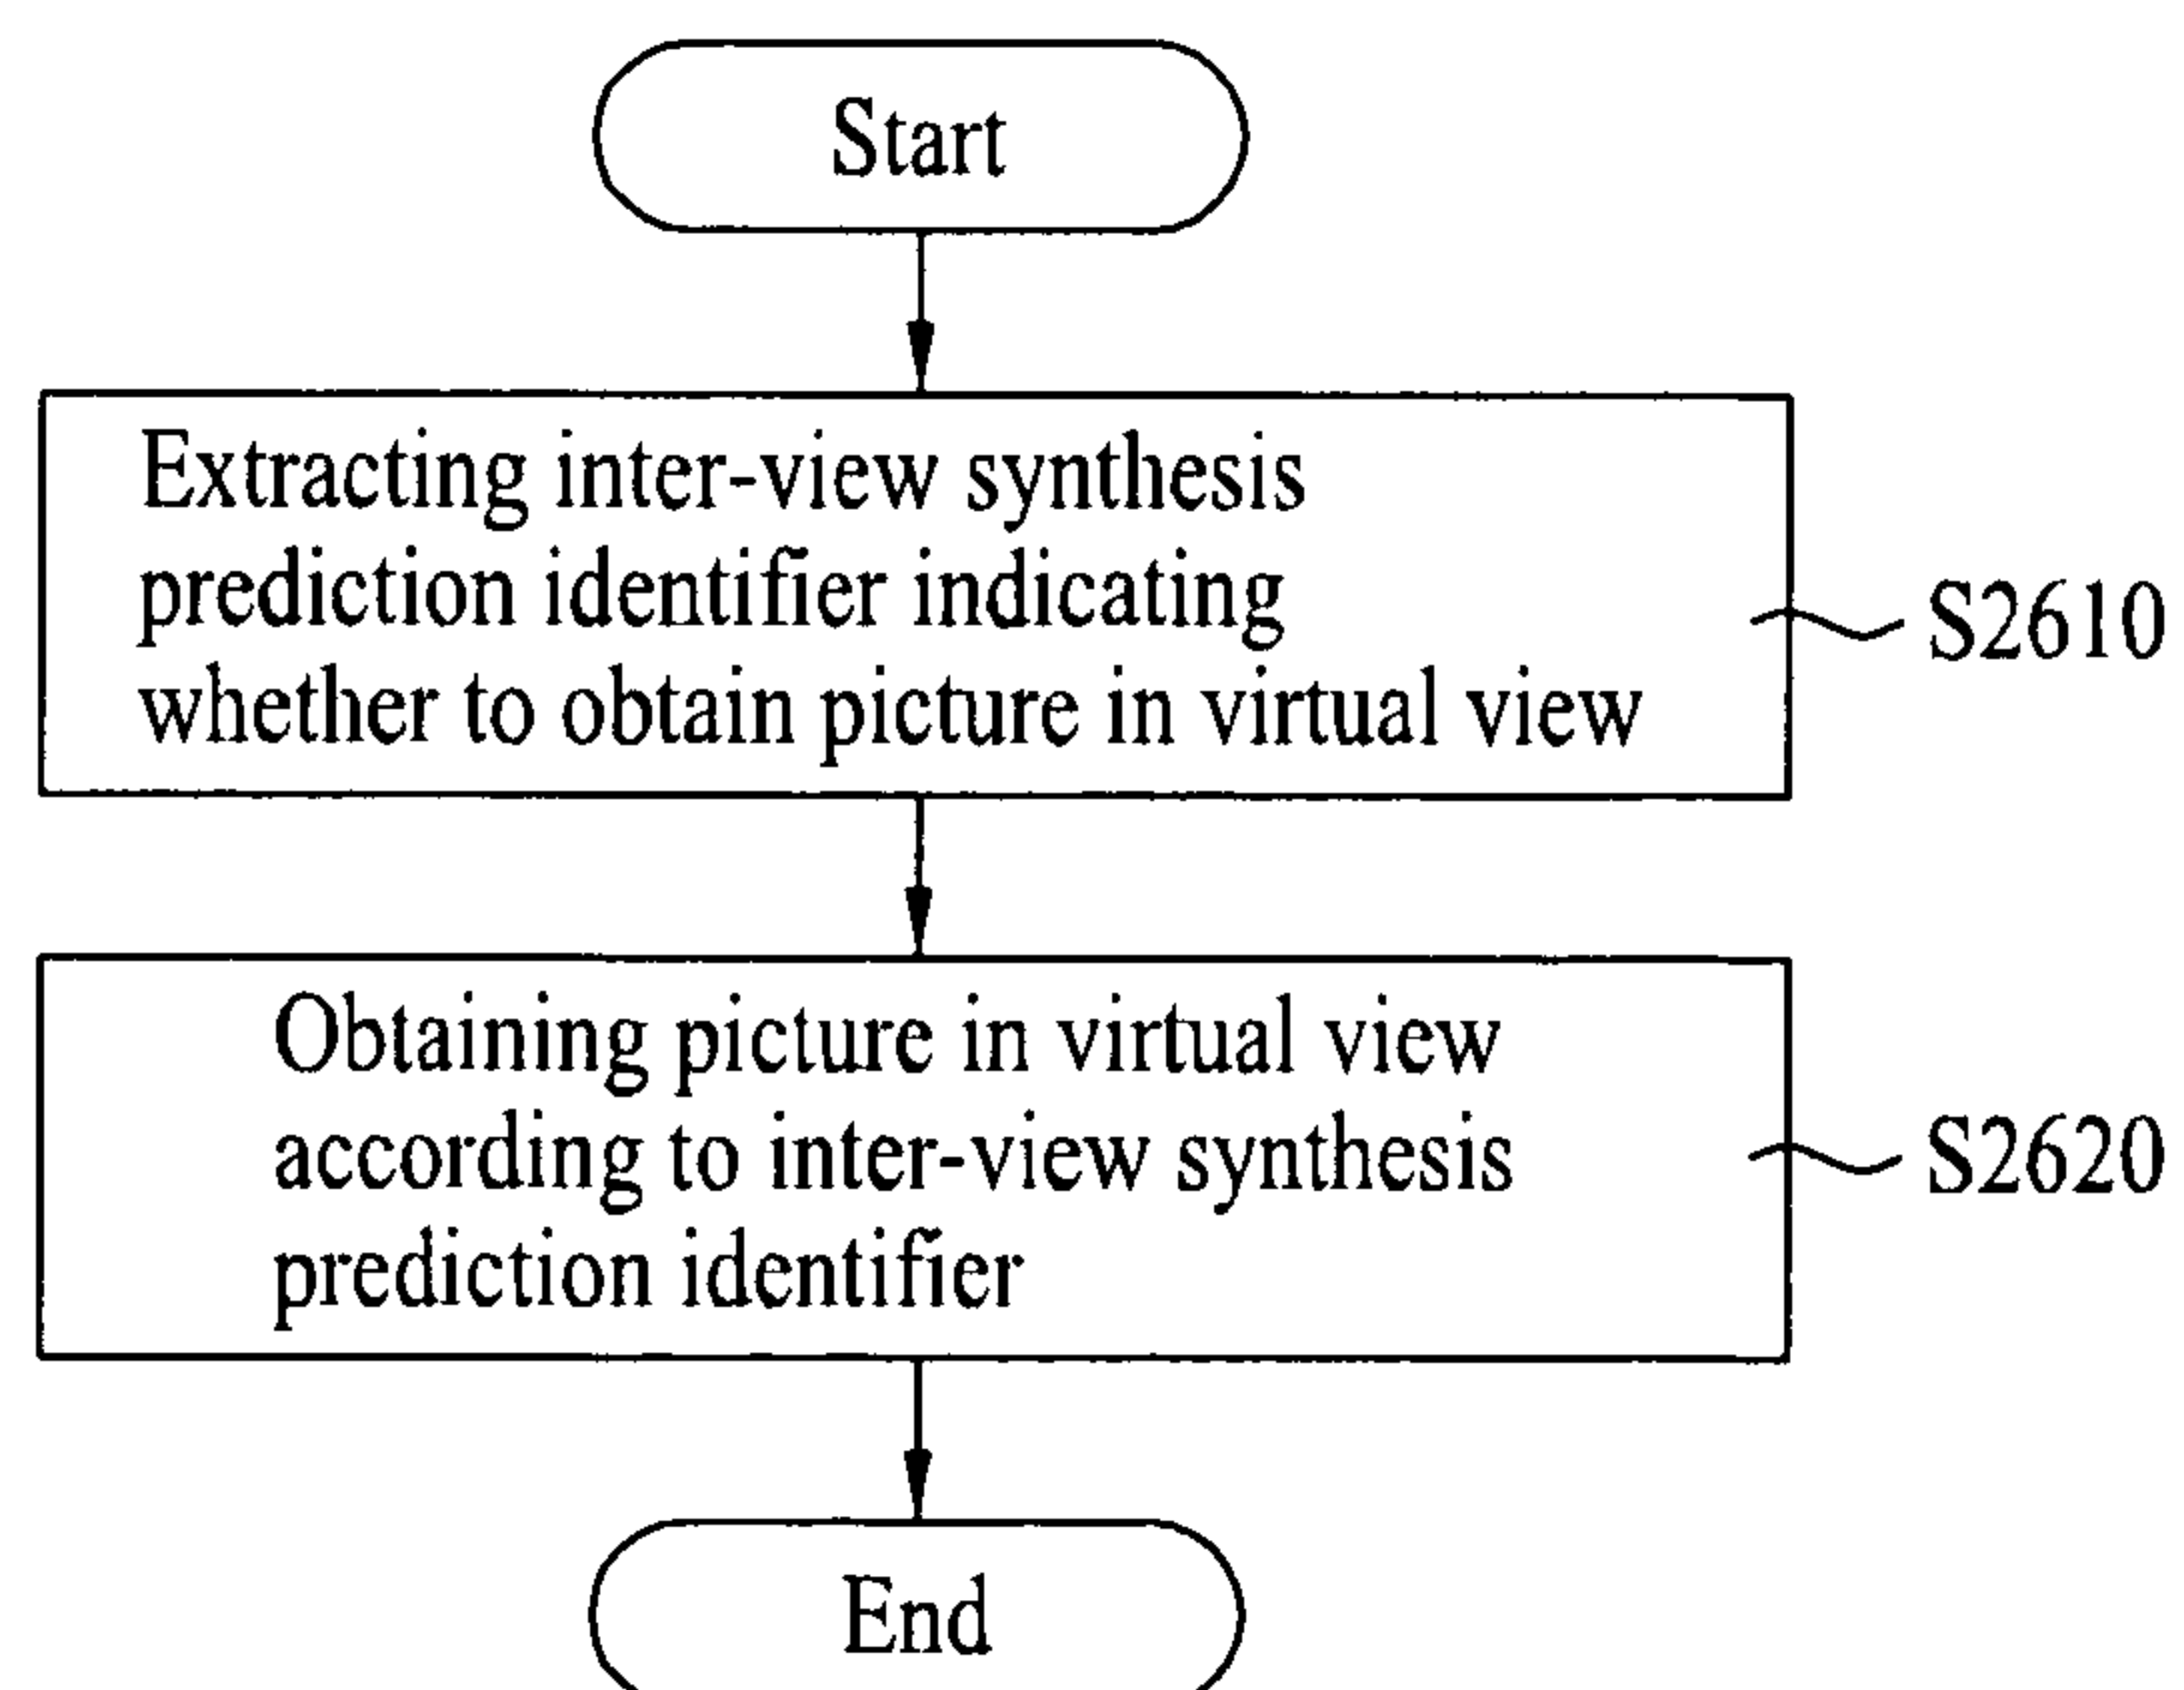 Start
Extracting inter-view synthesis
prediction identifier indicating
whether to obtain picture in virtual view
S2610
Obtaining picture in virtual view
according to inter-view synthesis
prediction identifier
S2620
End